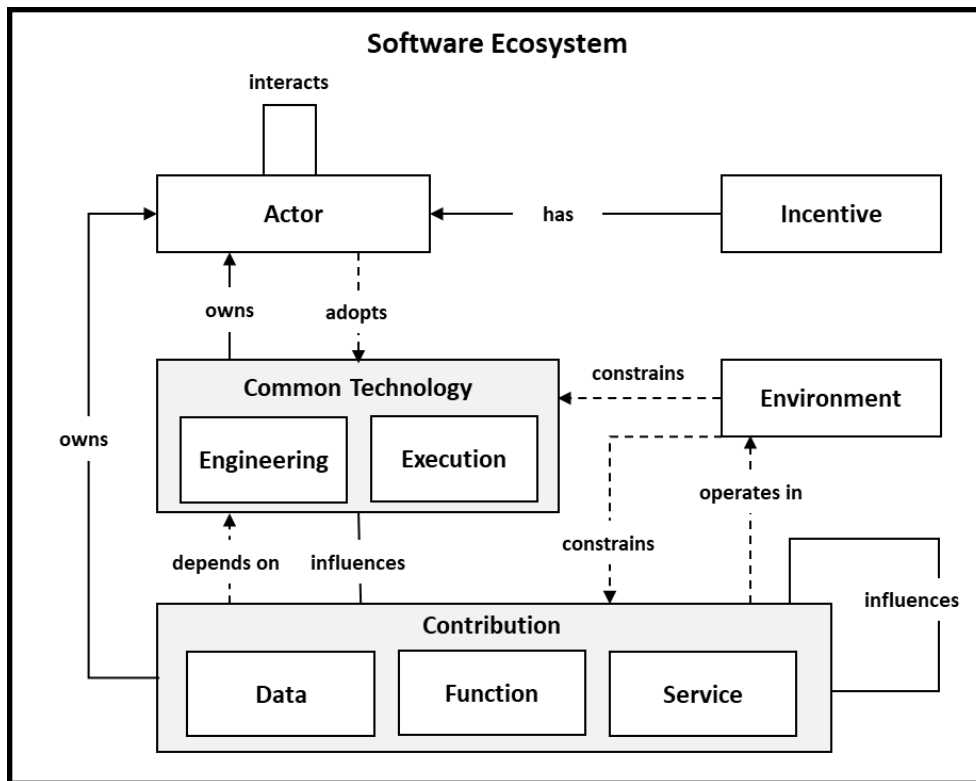 Software Ecosystem
interacts
Actor
has
Incentive
owns
adopts
Common Technology
constrains
Environment
Engineering
Execution
owns
operates in
depends on
influences
constrains
influences
Contribution
Data
Function
Service